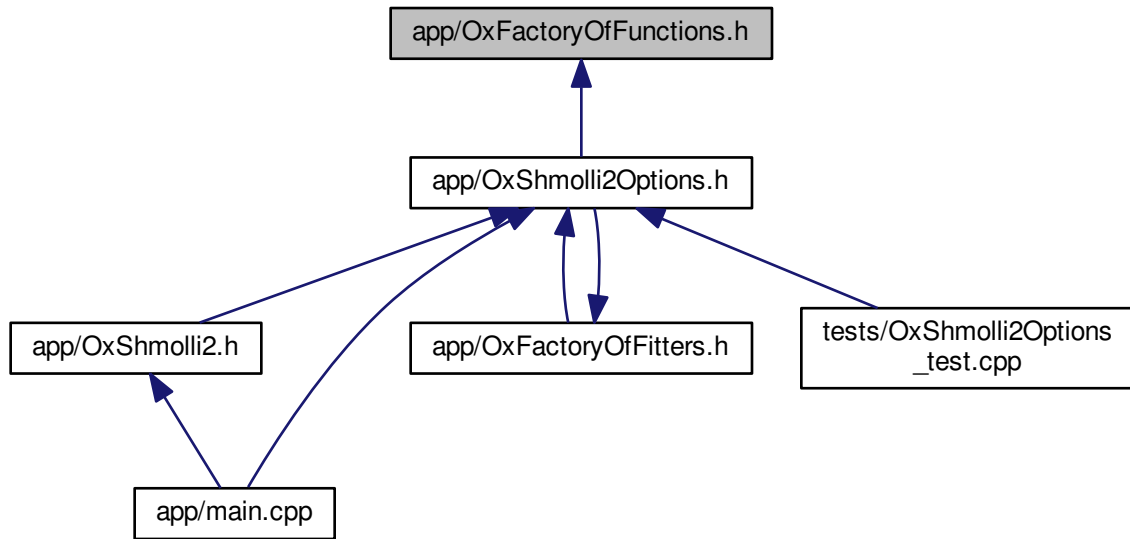 app/OxFactoryOfFunctions.h
app/OxShmolli2Options.h
app/OxShmolli2.h
app/OxFactoryOfFitters.h
tests/OxShmolli2Options
_test.cpp
app/main.cpp